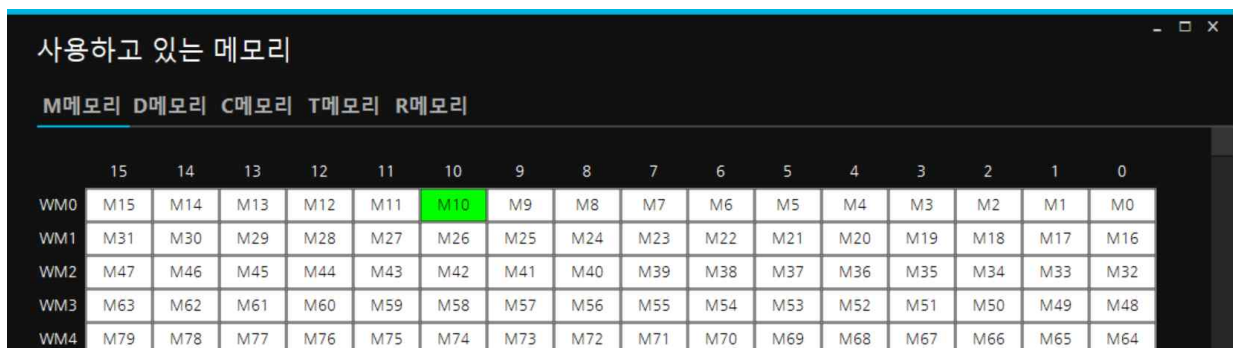 사용하고 있는 메모리
M메모리 D메모리 C메모리 T메모리 R메모리
15 14 13 12 11 10 9 8 7 6 5 4 3 2 1 0
WM0 M15 M14 M13 M12 M11 M10 M9 M8 M7 M6 M5 M4 M3 M2 M1 M0
WM1 M31 M30 M29 M28 M27 M26 M25 M24 M23 M22 M21 M20 M19 M18 M17 M16
WM2 M47 M46 M45 M44 M43 M42 M41 M40 M39 M38 M37 M36 M35 M34 M33 M32
WM3 M63 M62 M61 M60 M59 M58 M57 M56 M55 M54 M53 M52 M51 M50 M49 M48
WM4 M79 M78 M77 M76 M75 M74 M73 M72 M71 M70 M69 M68 M67 M66 M65 M64